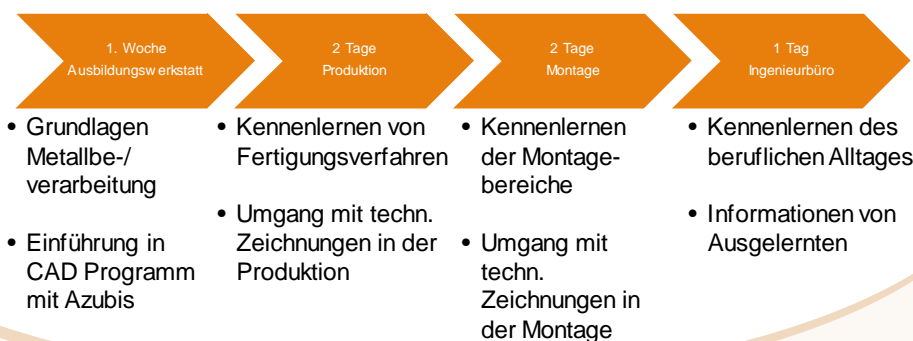 1. Woche
Ausbildungswerkstatt
2 Tage
Produktion
2 Tage
Montage
1 Tag
Ingenieurbüro
• Grundlagen
Metallbe-/
verarbeitung
• Einführung in
CAD Programm
mit Azubis
• Kennenlernen von
Fertigungsverfahren
• Umgang mit techn.
Zeichnungen in der
Produktion
• Kennenlernen
der Montage-
bereiche
• Umgang mit
techn.
Zeichnungen in
der Montage
• Kennenlernen des
beruflichen Alltages
• Informationen von
Ausgelernten